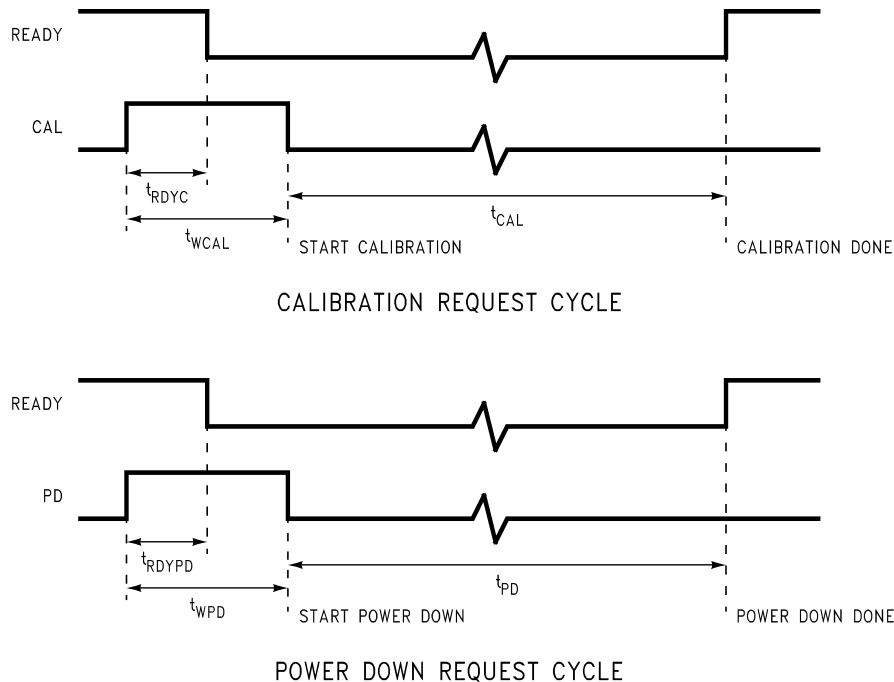 READY
CAL
tRDYC
tWCAL
tCAL
START CALIBRATION
CALIBRATION DONE
CALIBRATION REQUEST CYCLE
READY
PD
tRDYPD
tWPD
tPD
START POWER DOWN
POWER DOWN DONE
POWER DOWN REQUEST CYCLE